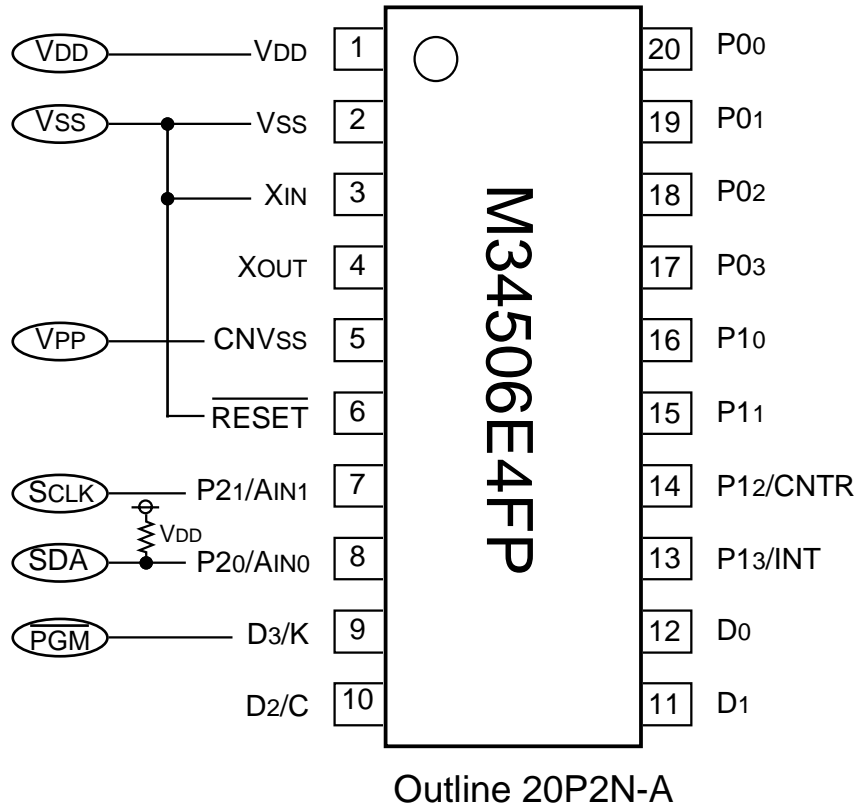 VDD VDD 1 20 P00
VSS VSS 2 19 P01
XIN 3 18 P02
XOUT 4 17 P03
VPP CNVSS 5 16 P10
RESET 6 15 P11
SCLK P21/AIN1 7 14 P12/CNTR
VDD
SDA P20/AIN0 8 13 P13/INT
PGM D3/K 9 12 D0
D2/C 10 11 D1
M34506E4FP
Outline 20P2N-A